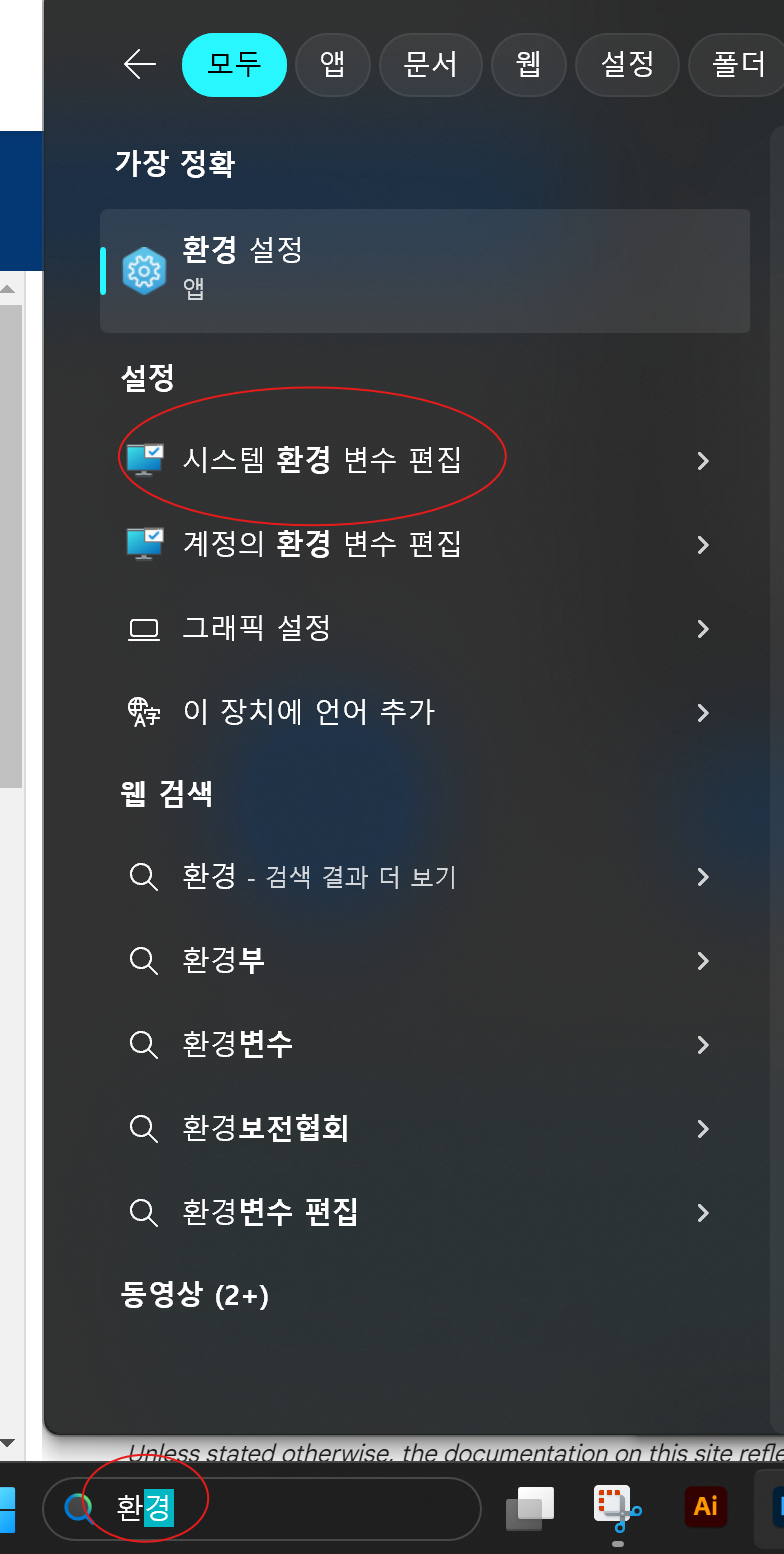 모두 앱 문서 웹 설정 폴더
가장 정확
환경 설정
앱
설정
시스템 환경 변수 편집
계정의 환경 변수 편집
그래픽 설정
이 장치에 언어 추가
웹 검색
환경 - 검색 결과 더 보기
환경부
환경변수
환경보전협회
환경변수 편집
동영상 (2+)
Unless stated otherwise, the documentation on this site refle
환경
Ai